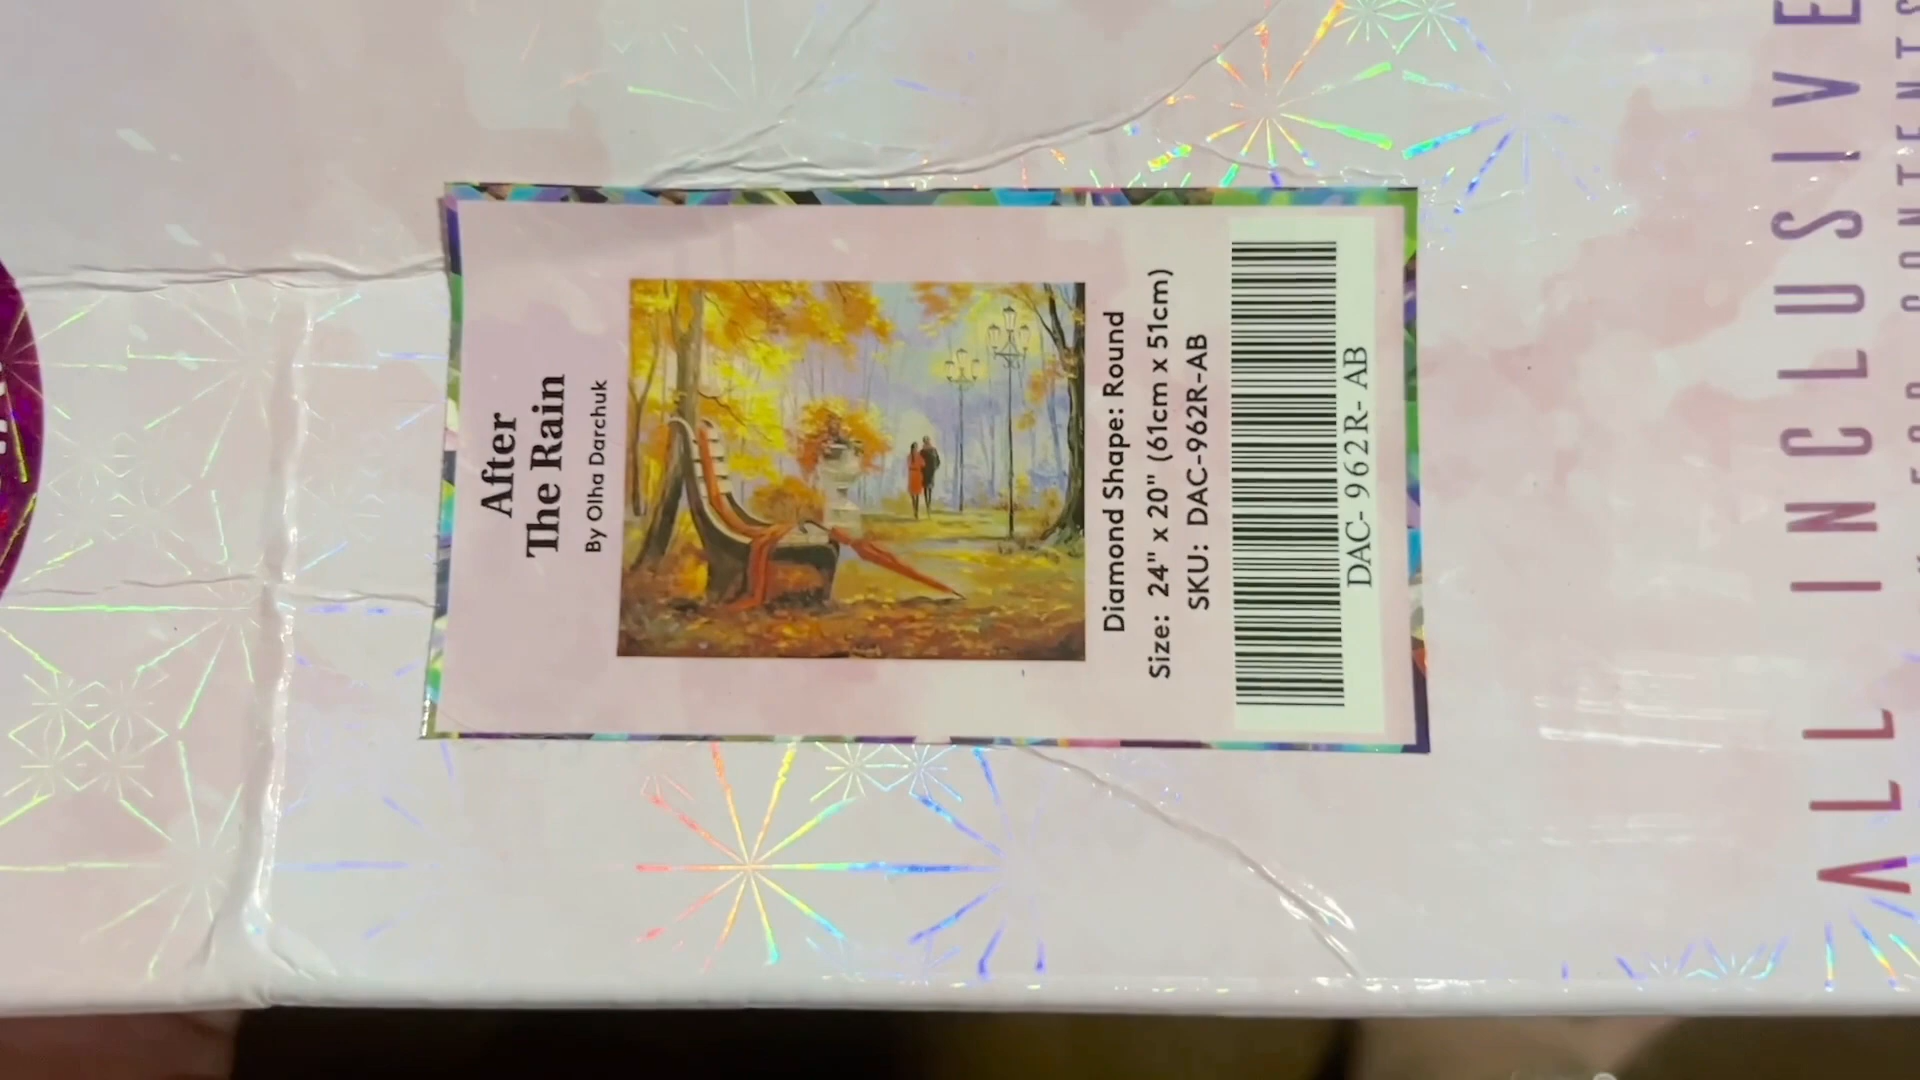 After
The Rain
By Olha Darchuk
Diamond Shape: Round
Size: 24" x 20" (61cm x 51cm)
SKU: DAC-962R-AB
DAC- 962R- AB
ALL INCLUSIVE